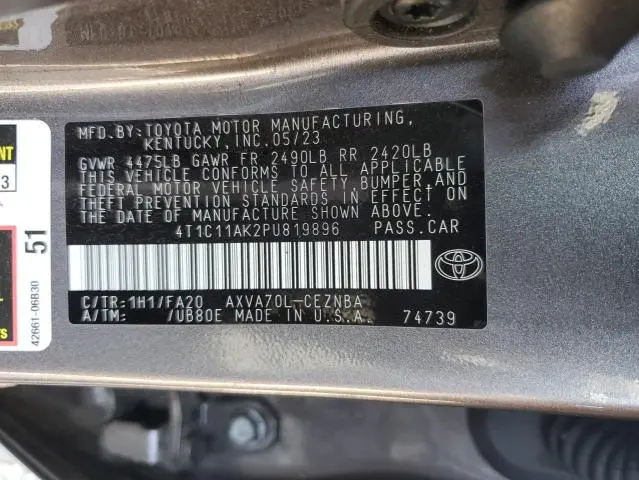 MFD.BY: TOYOTA MOTOR MANUFACTURING,
KENTUCKY, INC. 05/23
GVWR 4475LB GAWR FR 2490LB RR 2420LB
THIS VEHICLE CONFORMS TO ALL APPLICABLE
FEDERAL MOTOR VEHICLE SAFETY, BUMPER, AND
THEFT PREVENTION STANDARDS IN EFFECT ON
THE DATE OF MANUFACTURE SHOWN ABOVE.
4T1C11AK2PU819896 PASS.CAR
C/TR: 1H1/FA20 AXVA70L-CEZNBA
A/TM: /UB80E MADE IN U.S.A. 74739
51
42661-06B30